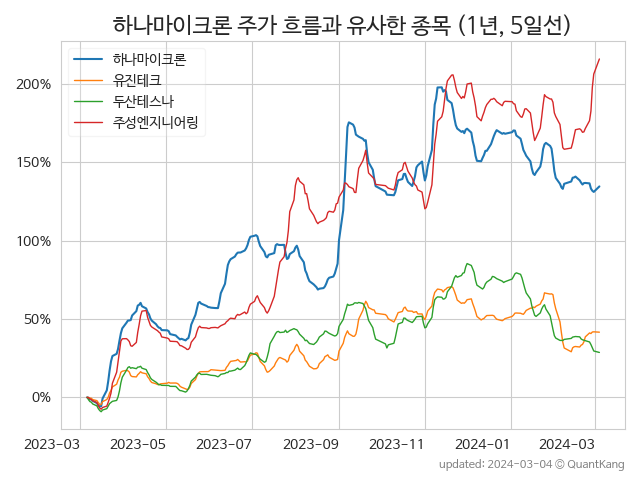 하나마이크론 주가 흐름과 유사한 종목 (1년, 5일선)
하나마이크론
유진테크
두산테스나
주성엔지니어링
200%
150%
100%
50%
0%
2023-03 2023-05 2023-07 2023-09 2023-11 2024-01 2024-03
updated: 2024-03-04 © QuantKang